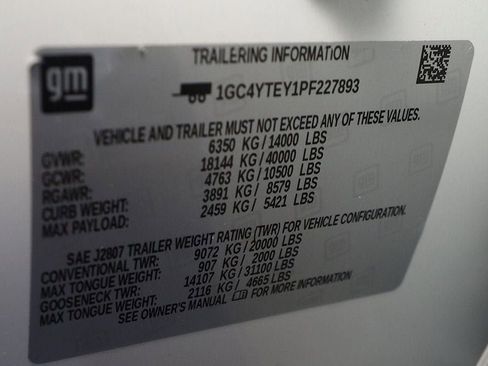 gm
TRAILERING INFORMATION
1GC4YTEY1PF227893
VEHICLE AND TRAILER MUST NOT EXCEED ANY OF THESE VALUES.
GVWR: 6350 KG / 14000 LBS
GCWR: 18144 KG / 40000 LBS
RGAWR: 4763 KG / 10500 LBS
CURB WEIGHT: 3891 KG / 8579 LBS
MAX PAYLOAD: 2459 KG / 5421 LBS
SAE J2807 TRAILER WEIGHT RATING (TWR) FOR VEHICLE CONFIGURATION.
CONVENTIONAL TWR: 9072 KG / 20000 LBS
MAX TONGUE WEIGHT: 907 KG / 2000 LBS
GOOSENECK TWR: 14107 KG / 31100 LBS
MAX TONGUE WEIGHT: 2116 KG / 4665 LBS
SEE OWNER'S MANUAL gm FOR MORE INFORMATION